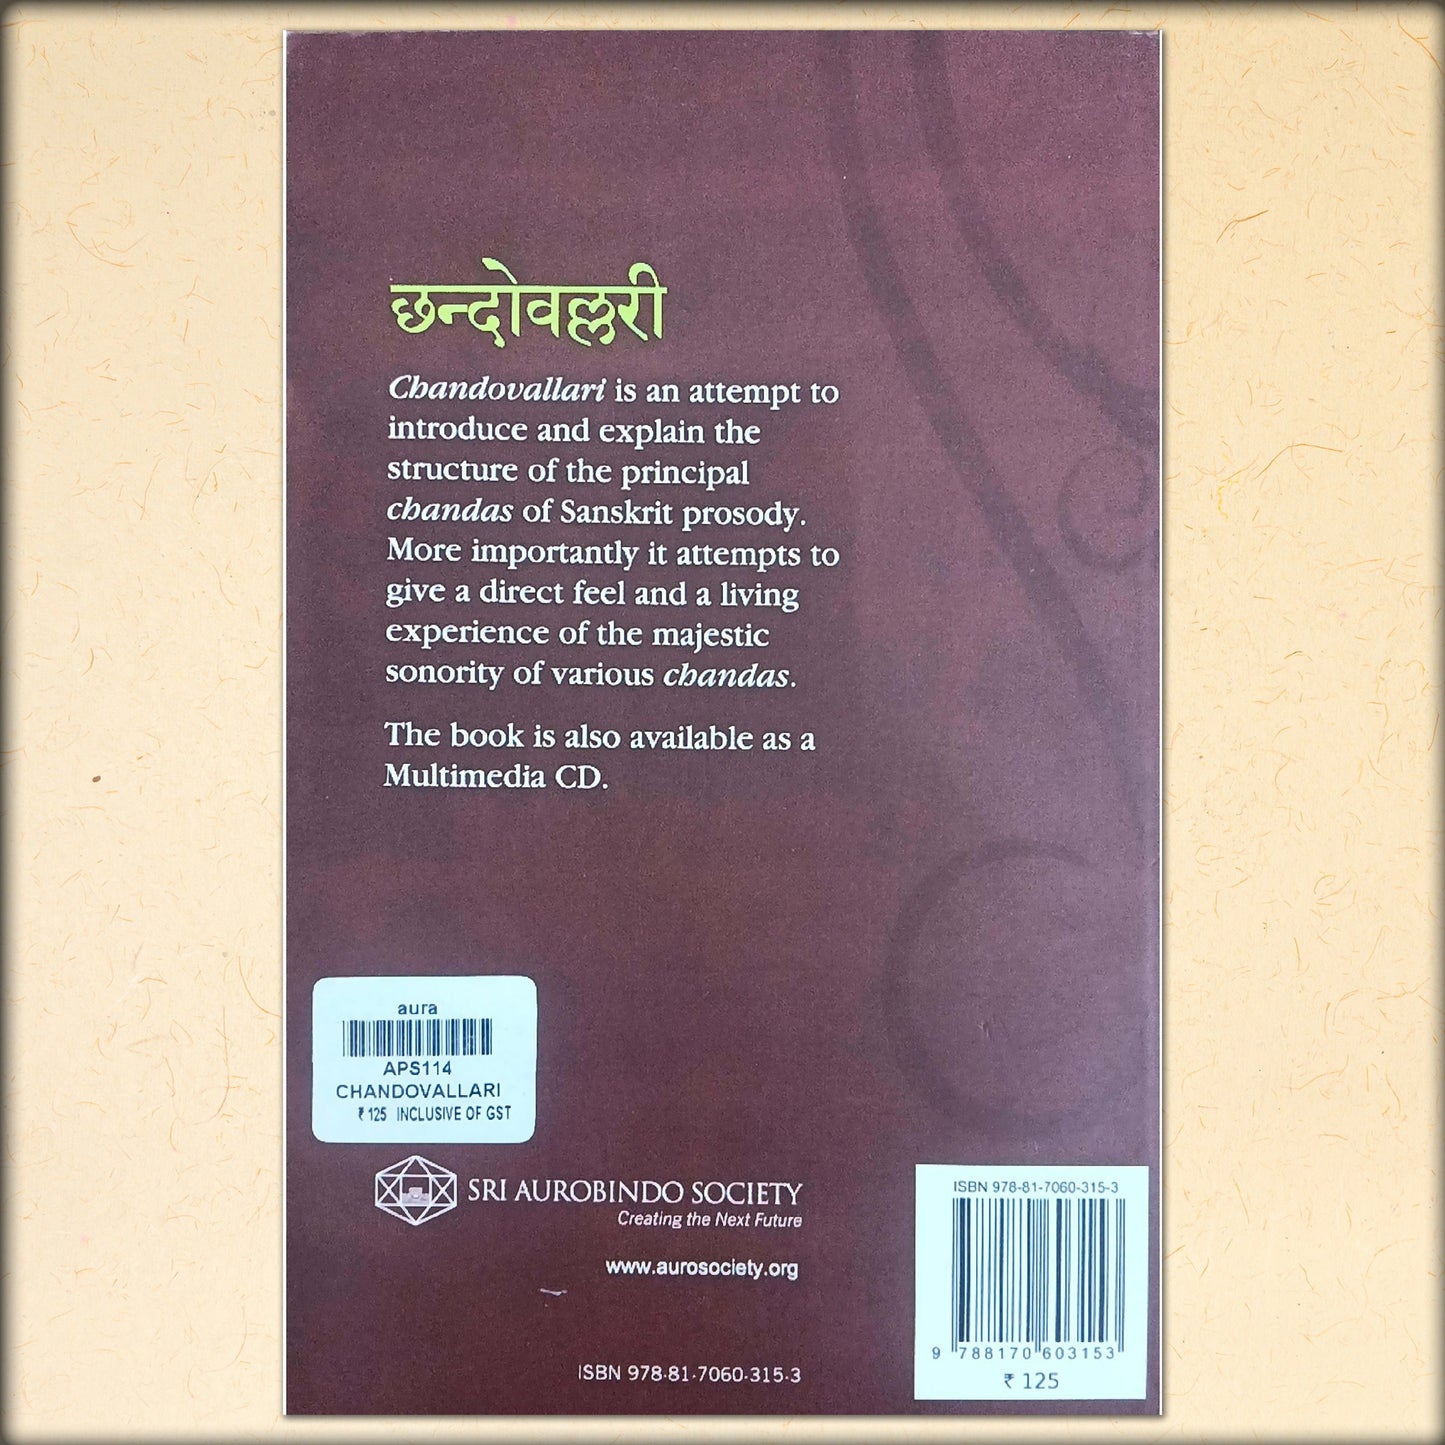 छन्दोवल्लरी
Chandovallari is an attempt to
introduce and explain the
structure of the principal
chandas of Sanskrit prosody.
More importantly it attempts to
give a direct feel and a living
experience of the majestic
sonority of various chandas.
The book is also available as a
Multimedia CD.
aura
APS114
CHANDOVALLARI
₹ 125 INCLUSIVE OF GST
SRI AUROBINDO SOCIETY
Creating the Next Future
www.aurosociety.org
ISBN 978-81-7060-315-3
ISBN 978-81-7060-315-3
9 788170 603153
₹ 125